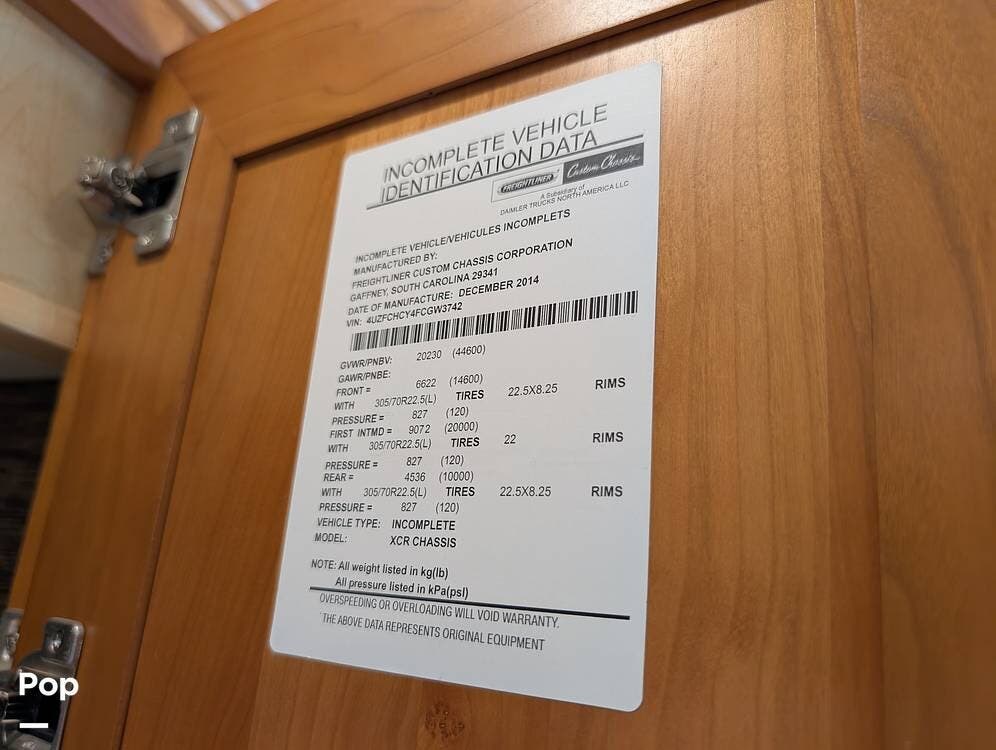 INCOMPLETE VEHICLE
IDENTIFICATION DATA
FREIGHTLINER Custom Chassis
A Subsidiary of
DAIMLER TRUCKS NORTH AMERICA LLC
INCOMPLETE VEHICLE/VEHICULES INCOMPLETS
MANUFACTURED BY:
FREIGHTLINER CUSTOM CHASSIS CORPORATION
GAFFNEY, SOUTH CAROLINA 29341
DATE OF MANUFACTURE: DECEMBER 2014
VIN: 4UZFCHCY4FCGW3742
GVWR/PNBV: 20230 (44600)
GAWR/PNBE:
FRONT = 6622 (14600)
WITH 305/70R22.5(L) TIRES 22.5X8.25 RIMS
PRESSURE = 827 (120)
FIRST INTMD = 9072 (20000)
WITH 305/70R22.5(L) TIRES 22 RIMS
PRESSURE = 827 (120)
REAR = 4536 (10000)
WITH 305/70R22.5(L) TIRES 22.5X8.25 RIMS
PRESSURE = 827 (120)
VEHICLE TYPE: INCOMPLETE
MODEL: XCR CHASSIS
NOTE: All weight listed in kg(lb)
All pressure listed in kPa(psl)
OVERSPEEDING OR OVERLOADING WILL VOID WARRANTY.
THE ABOVE DATA REPRESENTS ORIGINAL EQUIPMENT
Pop